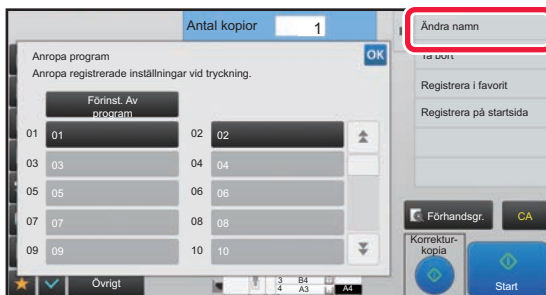 Antal kopior 1
Anropa program
OK
Anropa registrerade inställningar vid tryckning.
Förinst. Av
program
01 01
02 02
03 03
04 04
05 05
06 06
07 07
08 08
09 09
10 10
Övrigt
3 B4
4 A3
A4
Ändra namn
Ta bort
Registrera i favorit
Registrera på startsida
Förhandsgr.
CA
Korrektur-
kopia
Start